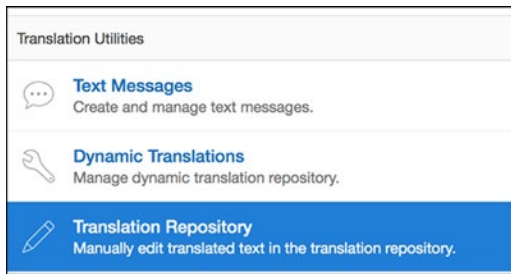 Translation Utilities
Text Messages
Create and manage text messages.
Dynamic Translations
Manage dynamic translation repository.
Translation Repository
Manually edit translated text in the translation repository.